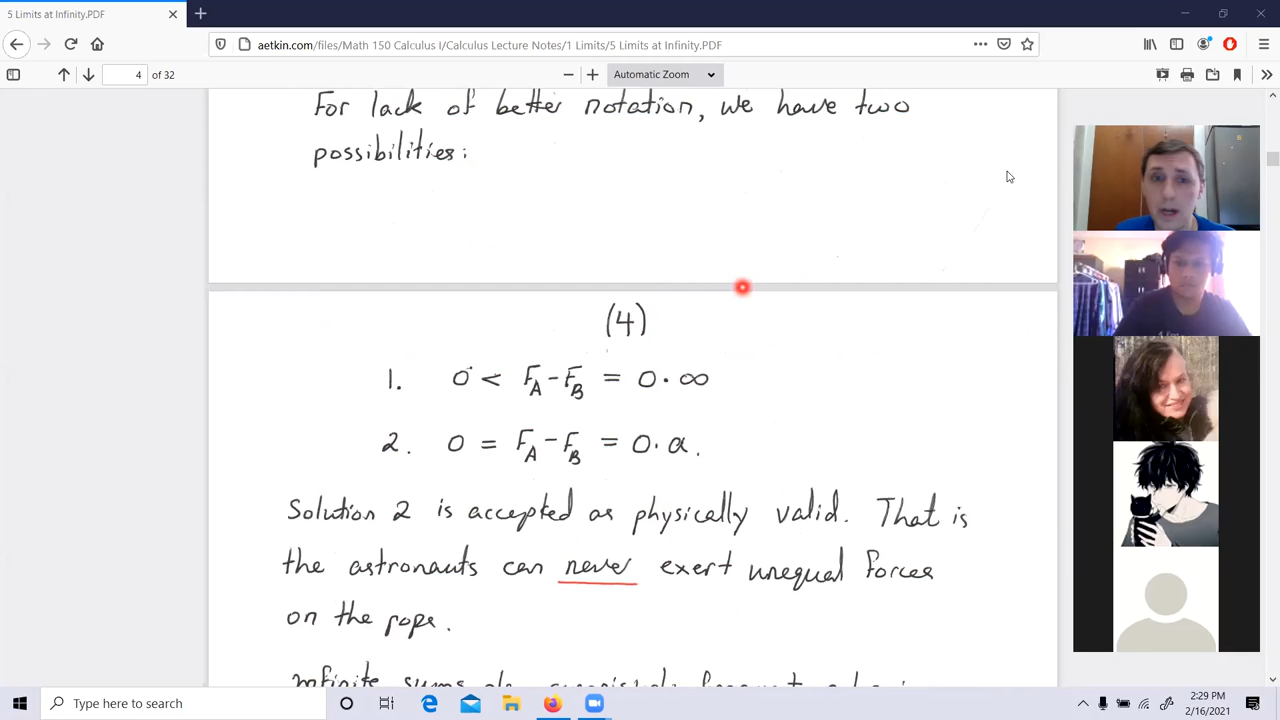 5 Limits at Infinity.PDF
aetkin.com/files/Math 150 Calculus I/Calculus Lecture Notes/1 Limits/5 Limits at Infinity.PDF
4 of 32
Automatic Zoom
For lack of better notation, we have two
possibilities:
(4)
1. 0 < F_A - F_B = 0 · ∞
2. 0 = F_A - F_B = 0 · a.
Solution 2 is accepted as physically valid. That is
the astronauts can never exert unequal forces
on the rope.
Infinite sums
Type here to search
2:29 PM
2/16/2021